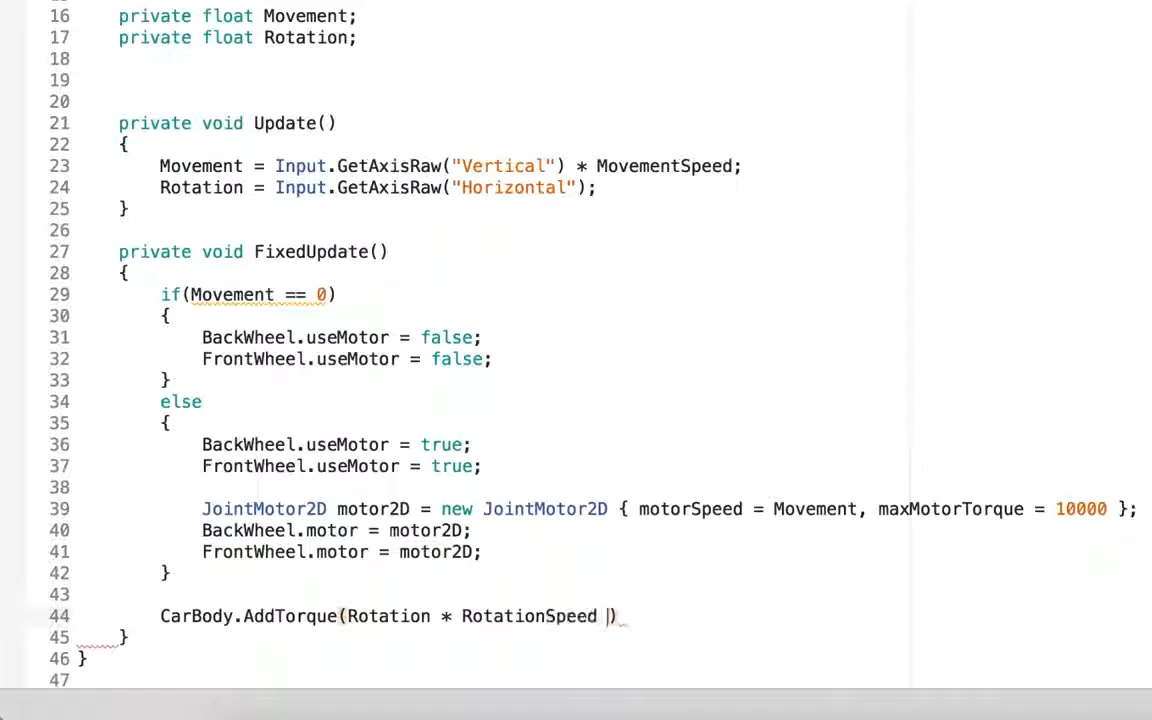 16 private float Movement;
17 private float Rotation;
18
19
20
21 private void Update()
22 {
23 Movement = Input.GetAxisRaw("Vertical") * MovementSpeed;
24 Rotation = Input.GetAxisRaw("Horizontal");
25 }
26
27 private void FixedUpdate()
28 {
29 if(Movement == 0)
30 {
31 BackWheel.useMotor = false;
32 FrontWheel.useMotor = false;
33 }
34 else
35 {
36 BackWheel.useMotor = true;
37 FrontWheel.useMotor = true;
38
39 JointMotor2D motor2D = new JointMotor2D { motorSpeed = Movement, maxMotorTorque = 10000 };
40 BackWheel.motor = motor2D;
41 FrontWheel.motor = motor2D;
42 }
43
44 CarBody.AddTorque(Rotation * RotationSpeed )
45 }
46 }
47